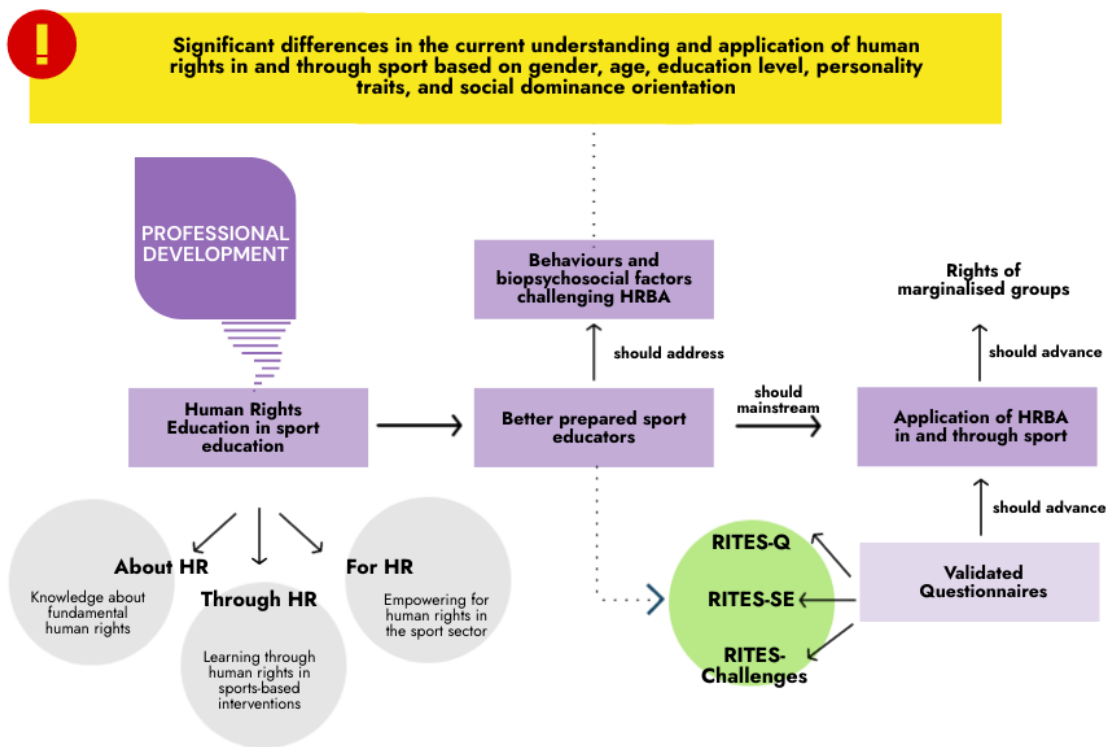 !
Significant differences in the current understanding and application of human
rights in and through sport based on gender, age, education level, personality
traits, and social dominance orientation
PROFESSIONAL
DEVELOPMENT
Behaviours and
biopsychosocial factors
challenging HRBA
Rights of
marginalised groups
should address
should advance
Human Rights
Education in sport
education
Better prepared sport
educators
should
mainstream
Application of HRBA
in and through sport
should advance
About HR
Knowledge about
fundamental
human rights
Through HR
Learning through
human rights in
sports-based
interventions
For HR
Empowering for
human rights in
the sport sector
RITES-Q
RITES-SE
RITES-
Challenges
Validated
Questionnaires